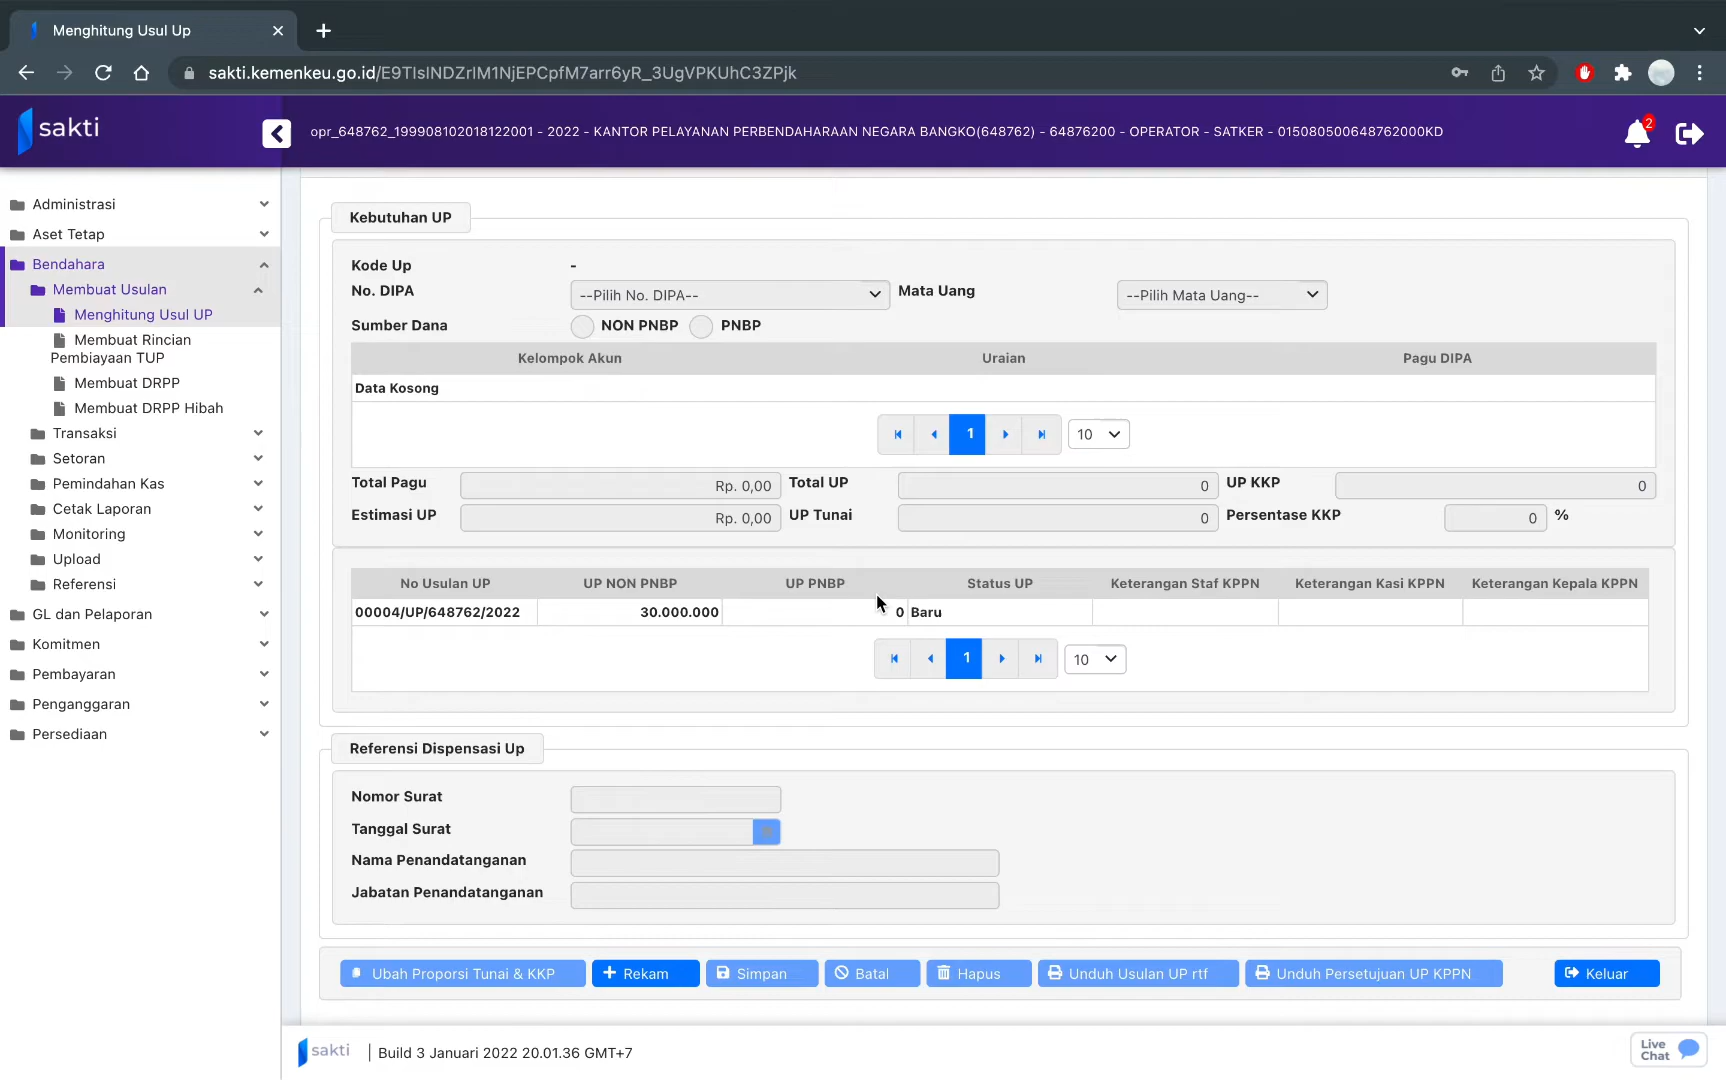 Menghitung Usul Up
sakti.kemenkeu.go.id/E9TIsINDZrIM1NjEPCpfM7arr6yR_3UgVPKUhC3ZPjk
sakti
opr_648762_199908102018122001 - 2022 - KANTOR PELAYANAN PERBENDAHARAAN NEGARA BANGKO(648762) - 64876200 - OPERATOR - SATKER - 015080500648762000KD
2
Administrasi
Aset Tetap
Bendahara
Membuat Usulan
Menghitung Usul UP
Membuat Rincian
Pembiayaan TUP
Membuat DRPP
Membuat DRPP Hibah
Transaksi
Setoran
Pemindahan Kas
Cetak Laporan
Monitoring
Upload
Referensi
GL dan Pelaporan
Komitmen
Pembayaran
Penganggaran
Persediaan
Kebutuhan UP
Kode Up -
No. DIPA --Pilih No. DIPA-- Mata Uang --Pilih Mata Uang--
Sumber Dana NON PNBP PNBP
Kelompok Akun Uraian Pagu DIPA
Data Kosong
1 10
Total Pagu Rp. 0,00 Total UP 0 UP KKP 0
Estimasi UP Rp. 0,00 UP Tunai 0 Persentase KKP 0 %
No Usulan UP UP NON PNBP UP PNBP Status UP Keterangan Staf KPPN Keterangan Kasi KPPN Keterangan Kepala KPPN
00004/UP/648762/2022 30.000.000 0 Baru
1 10
Referensi Dispensasi Up
Nomor Surat
Tanggal Surat
Nama Penandatanganan
Jabatan Penandatanganan
Ubah Proporsi Tunai & KKP Rekam Simpan Batal Hapus Unduh Usulan UP rtf Unduh Persetujuan UP KPPN Keluar
sakti | Build 3 Januari 2022 20.01.36 GMT+7
Live
Chat